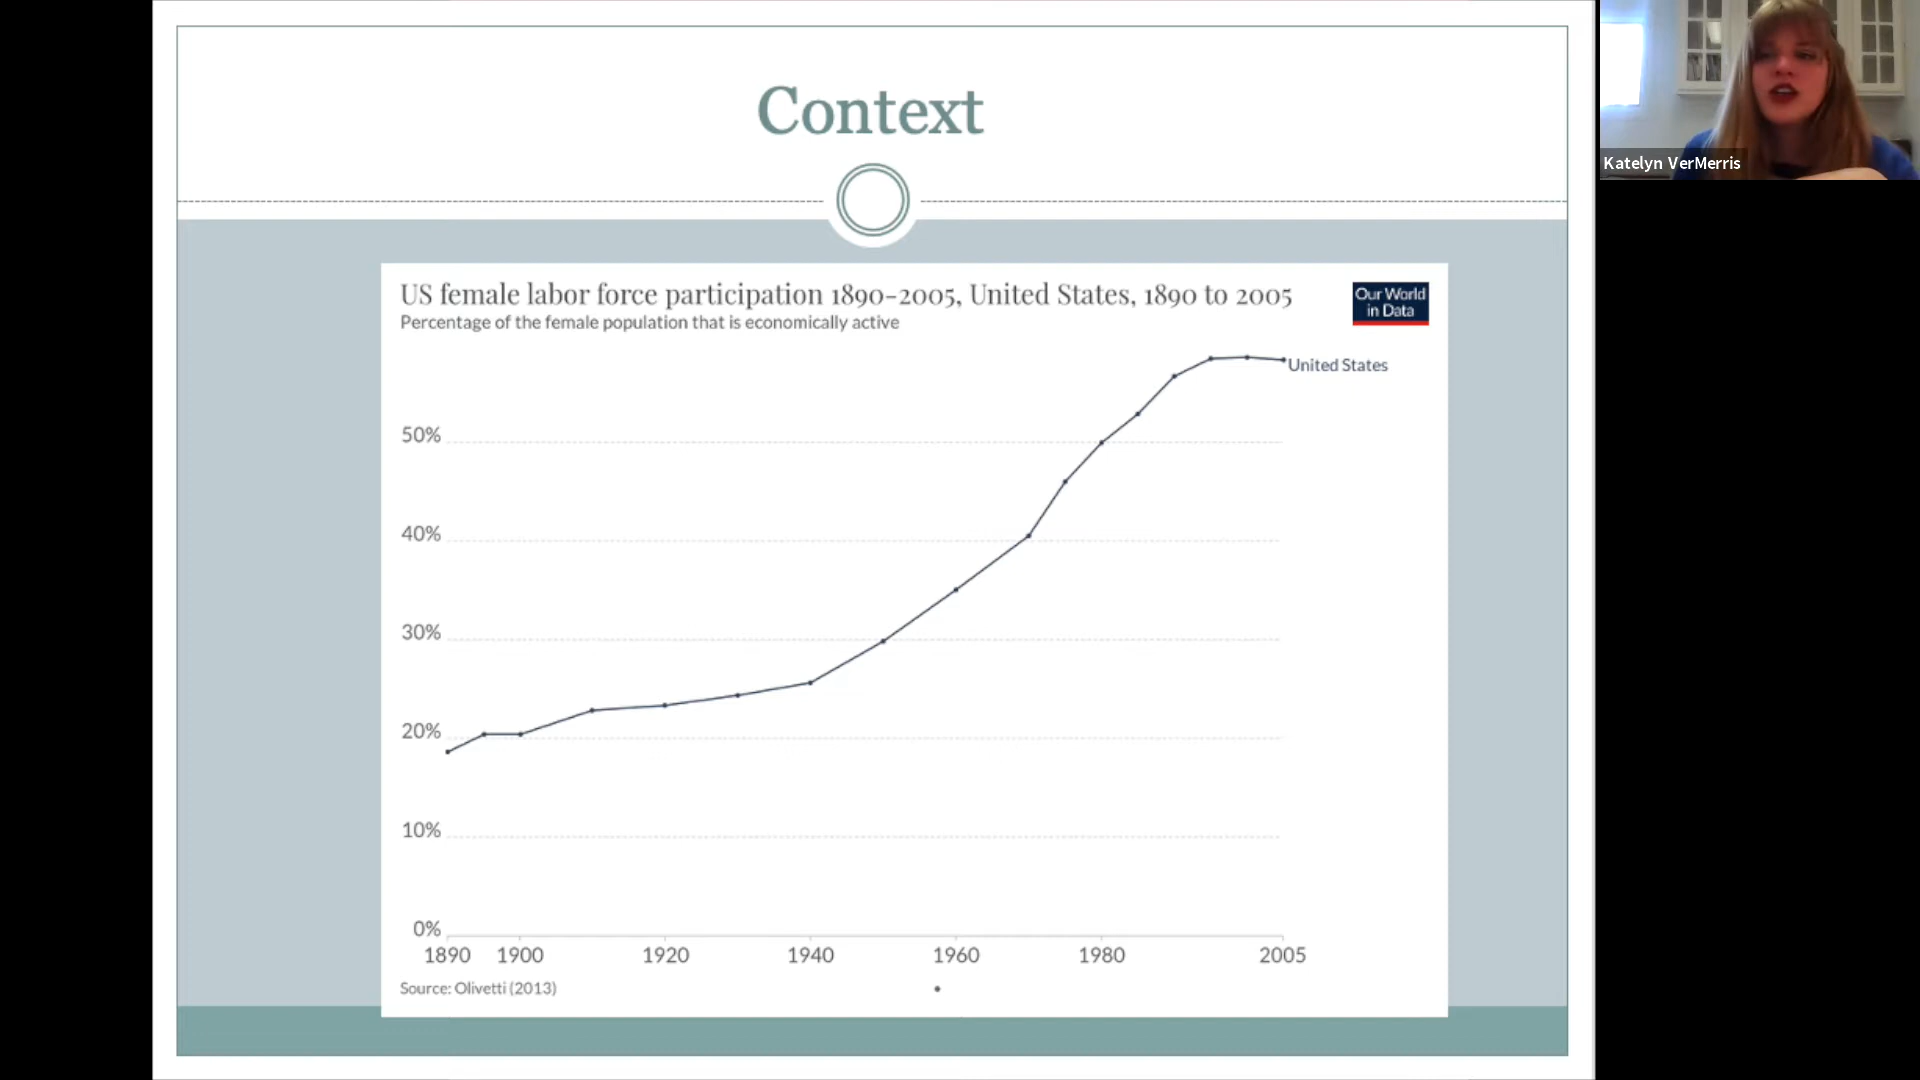 Context
US female labor force participation 1890-2005, United States, 1890 to 2005
Percentage of the female population that is economically active
Our World
in Data
United States
50%
40%
30%
20%
10%
0%
1890 1900 1920 1940 1960 1980 2005
Source: Olivetti (2013)
Katelyn VerMerris